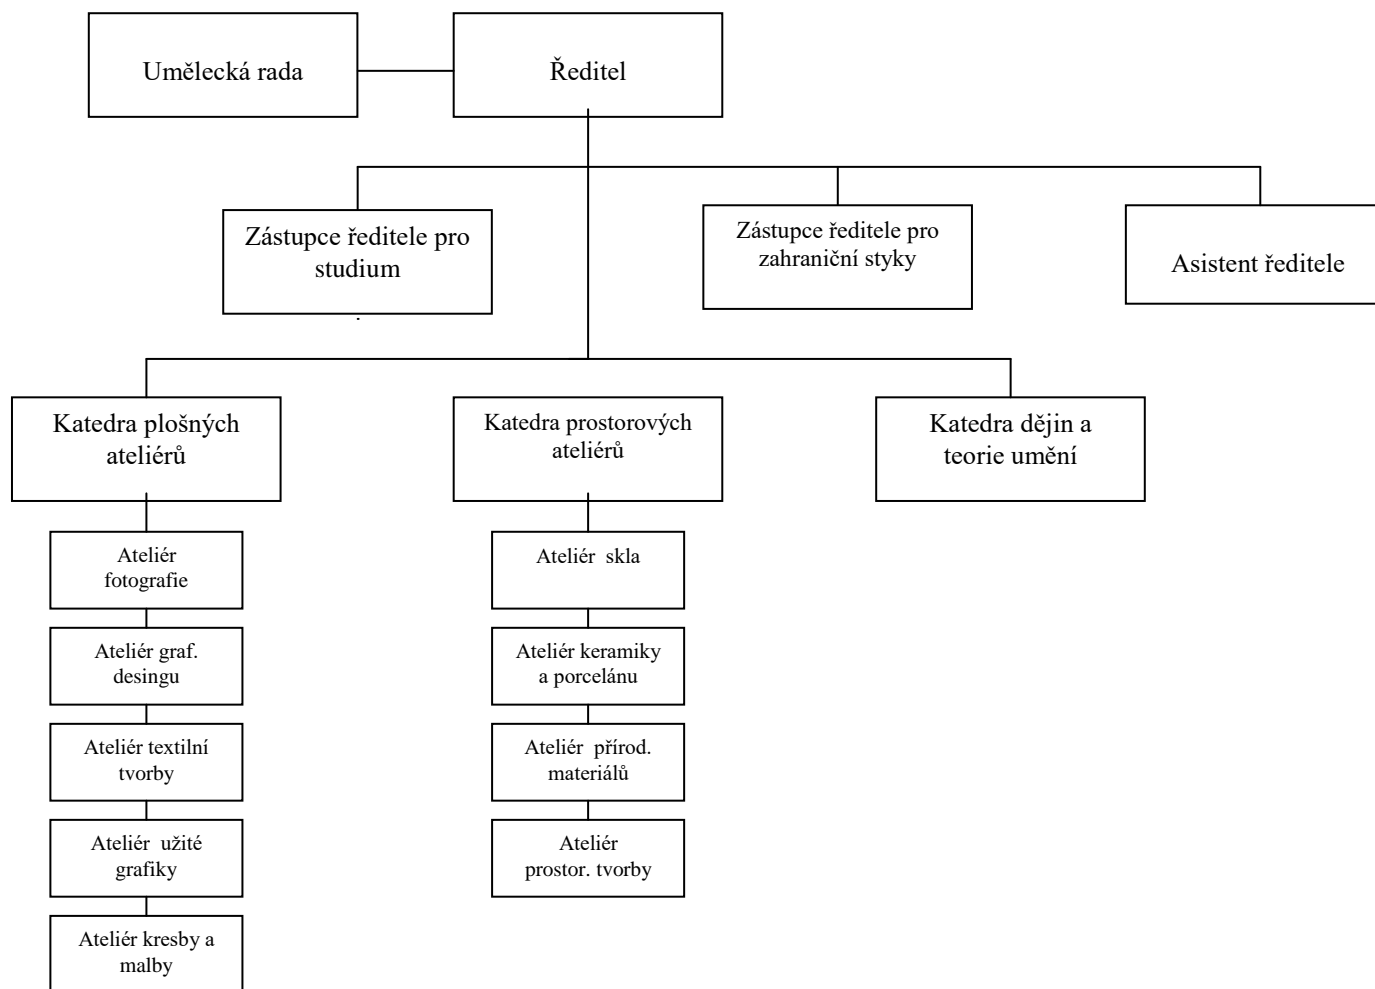 Umělecká rada
Ředitel
Zástupce ředitele pro
studium
.
Zástupce ředitele pro
zahraniční styky
Asistent ředitele
Katedra plošných
ateliérů
Katedra prostorových
ateliérů
Katedra dějin a
teorie umění
Ateliér
fotografie
Ateliér graf.
desingu
Ateliér textilní
tvorby
Ateliér užité
grafiky
Ateliér kresby a
malby
Ateliér skla
Ateliér keramiky
a porcelánu
Ateliér přírod.
materiálů
Ateliér
prostor. tvorby